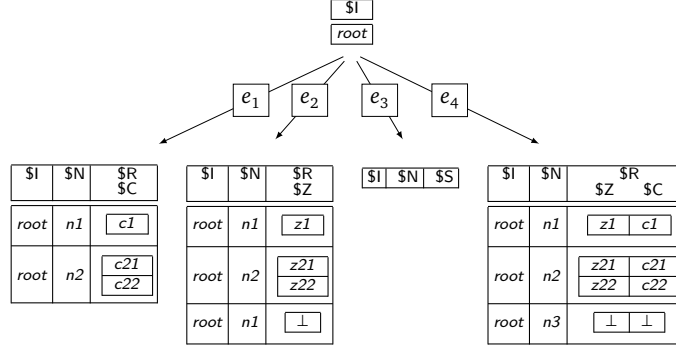 $I
root
e1 e2 e3 e4
$I $N $R $I $N $R $I $N $S $I $N $R
$C $Z $Z $C
root n1 c1 root n1 z1 root n1 z1 c1
root n2 c21 root n2 z21 root n2 z21 c21
c22 z22 z22 c22
root n1 ⊥ root n3 ⊥ ⊥